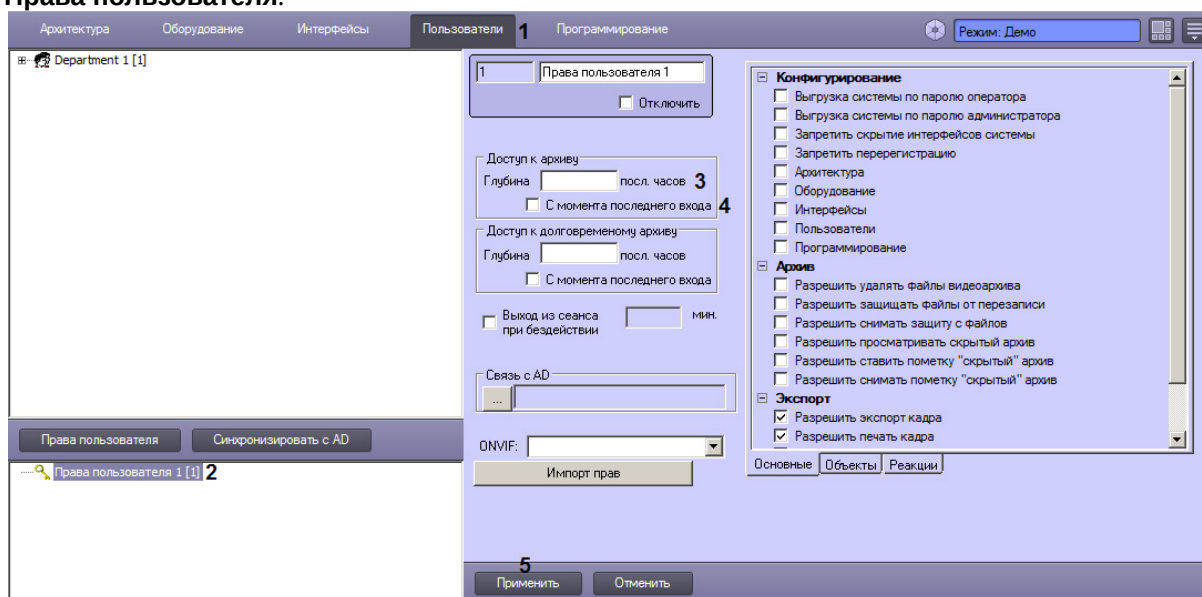 Права пользователя.
Архитектура Оборудование Интерфейсы Пользователи 1 Программирование Режим: Демо
Department 1 [1]
1 Права пользователя 1
Отключить
Доступ к архиву
Глубина посл. часов 3
С момента последнего входа 4
Доступ к долговременому архиву
Глубина посл. часов
С момента последнего входа
Выход из сеанса при бездействии мин.
Связь с AD
...
ONVIF:
Импорт прав
Конфигурирование
Выгрузка системы по паролю оператора
Выгрузка системы по паролю администратора
Запретить скрытие интерфейсов системы
Запретить перерегистрацию
Архитектура
Оборудование
Интерфейсы
Пользователи
Программирование
Архив
Разрешить удалять файлы видеоархива
Разрешить защищать файлы от перезаписи
Разрешить снимать защиту с файлов
Разрешить просматривать скрытый архив
Разрешить ставить пометку "скрытый" архив
Разрешить снимать пометку "скрытый" архив
Экспорт
Разрешить экспорт кадра
Разрешить печать кадра
Основные Объекты Реакции
Права пользователя Синхронизировать с AD
Права пользователя 1 [1] 2
5
Применить Отменить